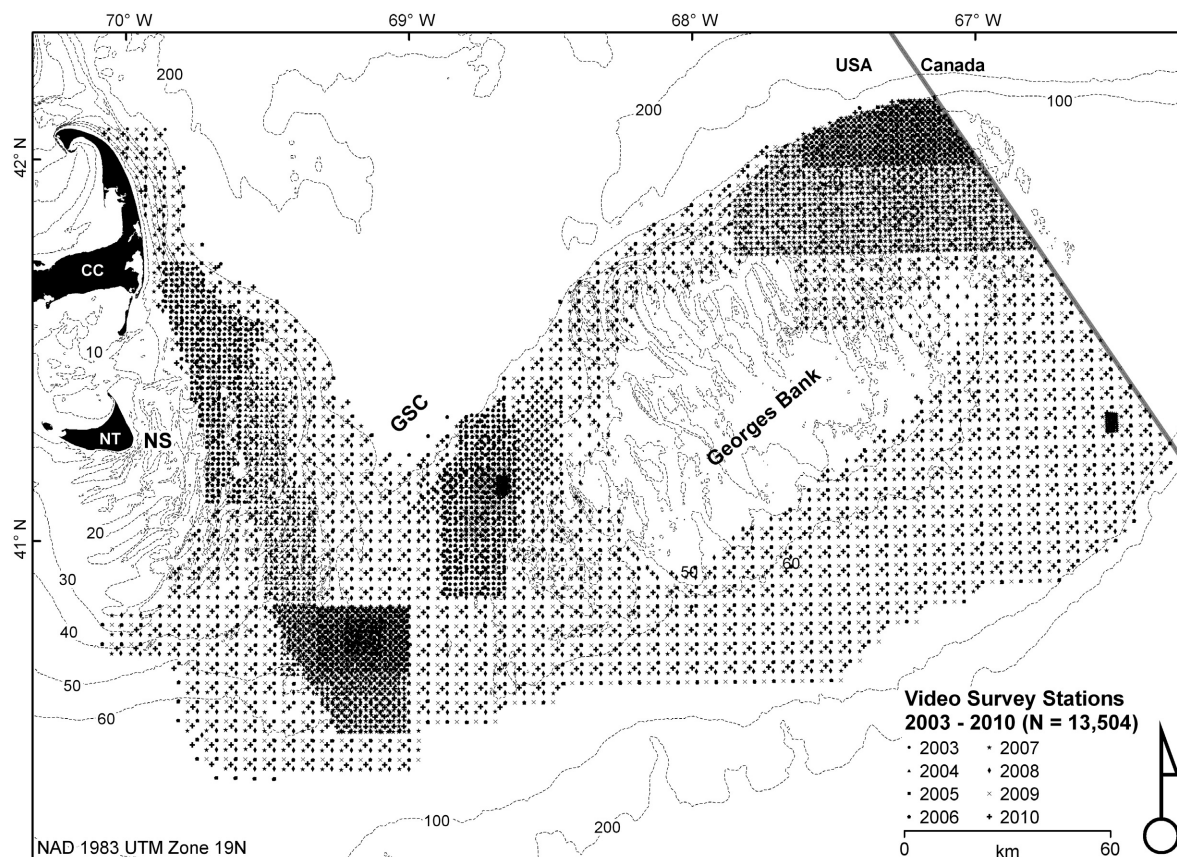 70° W 69° W 68° W 67° W
USA Canada
200
200
100
42° N
CC
10
GSC
NT NS
Georges Bank
20
41° N
30
50
60
40
50
60
100
200
Video Survey Stations
2003 - 2010 (N = 13,504)
2003 2007
2004 2008
2005 2009
2006 2010
0 60
km
NAD 1983 UTM Zone 19N